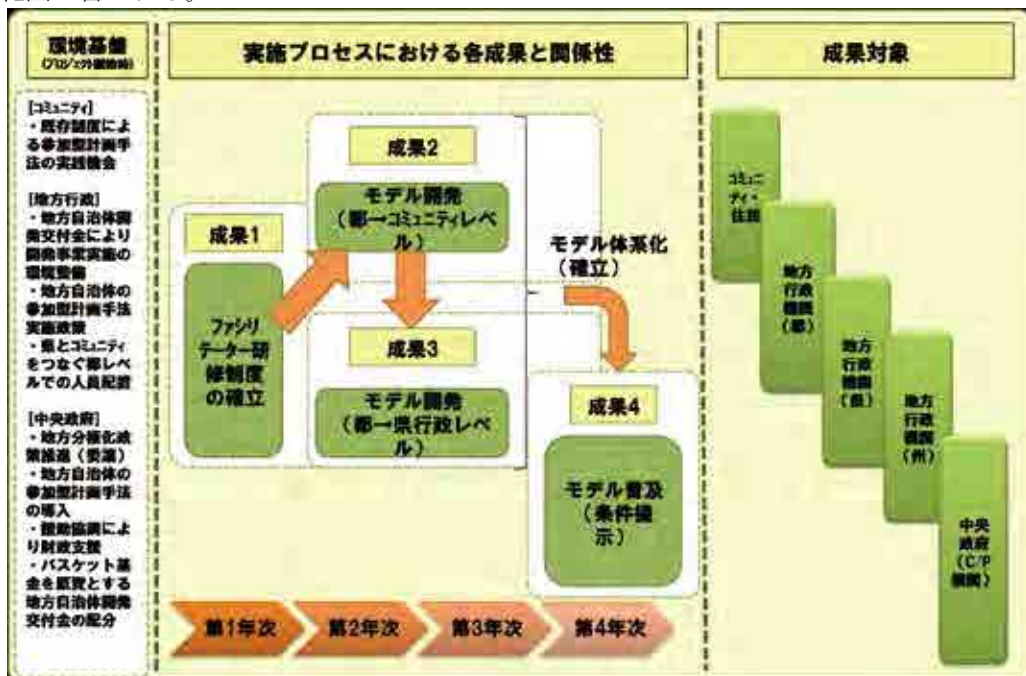 環境基盤
(プロジェクト開始時)
実施プロセスにおける各成果と関係性
成果対象
[コミュニティ]
・既存制度によ
る参加型計画手
法の実践機会
[地方行政]
・地方自治体開
発交付金により
開発事業実施の
環境整備
・地方自治体の
参加型計画手法
実施政策
・県とコミュニティ
をつなぐ郡レベ
ルでの人員配置
[中央政府]
・地方分権化政
策推進(委譲)
・地方自治体の
参加型計画手法
の導入
・援助協調によ
り財政支援
・バスケット基
金を原資とする
地方自治体開発
交付金の配分
成果1
ファシリ
テーター研
修制度
の確立
成果2
モデル開発
(郡→コミュニティレベ
ル)
成果3
モデル開発
(郡→県行政レベ
ル)
モデル体系化
(確立)
成果4
モデル普及
(条件提
示)
第1年次
第2年次
第3年次
第4年次
コミュニ
ティ・
住民
地方
行政
機関
(郡)
地方
行政
機関
(県)
地方
行政
機関
(州)
中央
政府
(C/P
機関)